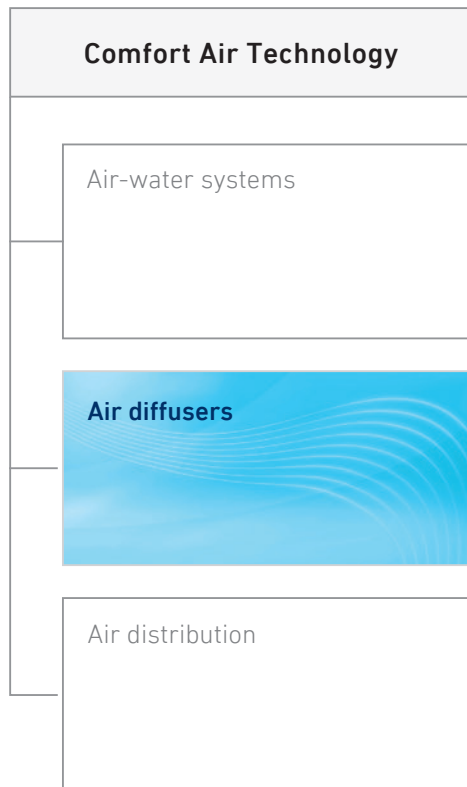 Comfort Air Technology
Air-water systems
Air diffusers
Air distribution